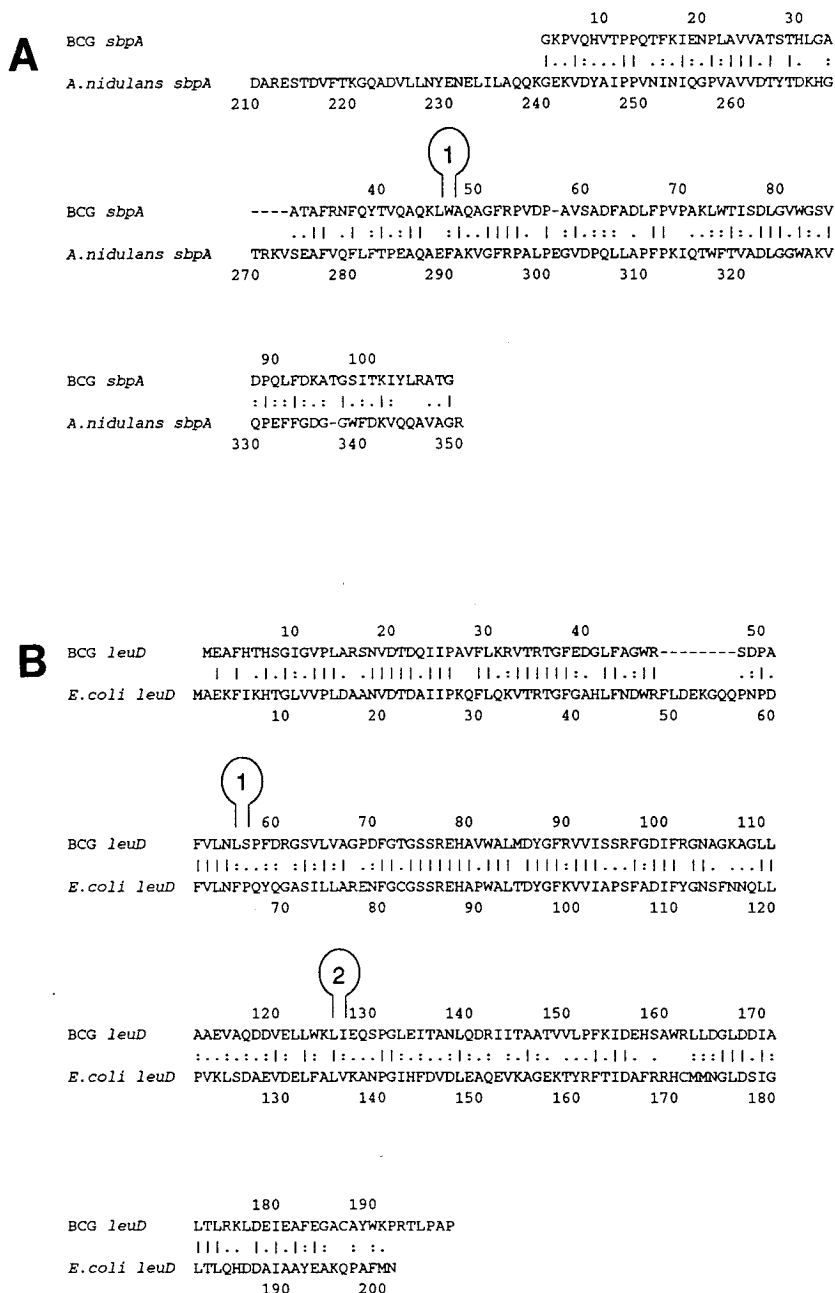 A
10 20 30
BCG sbpA GKPVQHVTPPQTFKIENPLAVVATSTHLGA
|..|: . :.||.| .:..|: |||:||.|. :
A.nidulans sbpA DARESTDVFTKGQADVLLNYENELILAQQKGEKVDYAIPPVNINIQGPVAVVDTYTDKHG
210 220 230 240 250 260
1
40 50 60 70 80
BCG sbpA ----ATAFRNFQYTVQAQKLWAQAGFRPVDP-AVSADFADLFPVPAKLWTISDLGVWGSV
A.nidulans sbpA TRKVSEAFVQFLFTPEAQAEFAKVGFRPALPEGVDPQLLAPFPKIQTWFTVADLGGWAKV
270 280 290 300 310 320
90 100
BCG sbpA DPQLFDKATGSITKIYLRATG
:|::|:.: |..:.|: ..|
A.nidulans sbpA QPEFFGDG-GWFDKVQQAVAGR
330 340 350
B
10 20 30 40 50
BCG leuD MEAFHTHSGIGVPLARSNVDTDQIIPAVFLKRVTRTGFEDGLFAGWR--------SDPA
E.coli leuD MAEKFIKHTGLVVPLDAANVDTDAIIPKQFLQKVTRTGFGAHLFNDWRFLDEKGQQPNPD
10 20 30 40 50 60
1
60 70 80 90 100 110
BCG leuD FVLNLSPFDRGSVLVAGPDFGTGSSREHAVWALMDYGFRVVISSRFGDIFRGNAGKAGLL
E.coli leuD FVLNFPQYQGASILLARENFGCGSSREHAPWALTDYGFKVVIAPSFADIFYGNSFNNQLL
70 80 90 100 110 120
2
120 130 140 150 160 170
BCG leuD AAEVAQDDVELLWKLIEQSPGLEITANLQDRIITAATVVLPFKIDEHSAWRLLDGLDDIA
E.coli leuD PVKLSDAEVDELFALVKANPGIHFDVDLEAQEVKAGEKTYRFTIDAFRRHCMMNGLDSIG
130 140 150 160 170 180
180 190
BCG leuD LTLRKLDEIEAFEGACAYWKPRTLPAP
|||.. |.|.|:|: : :.
E.coli leuD LTLQHDDAIAAYEAKQPAFMN
190 200